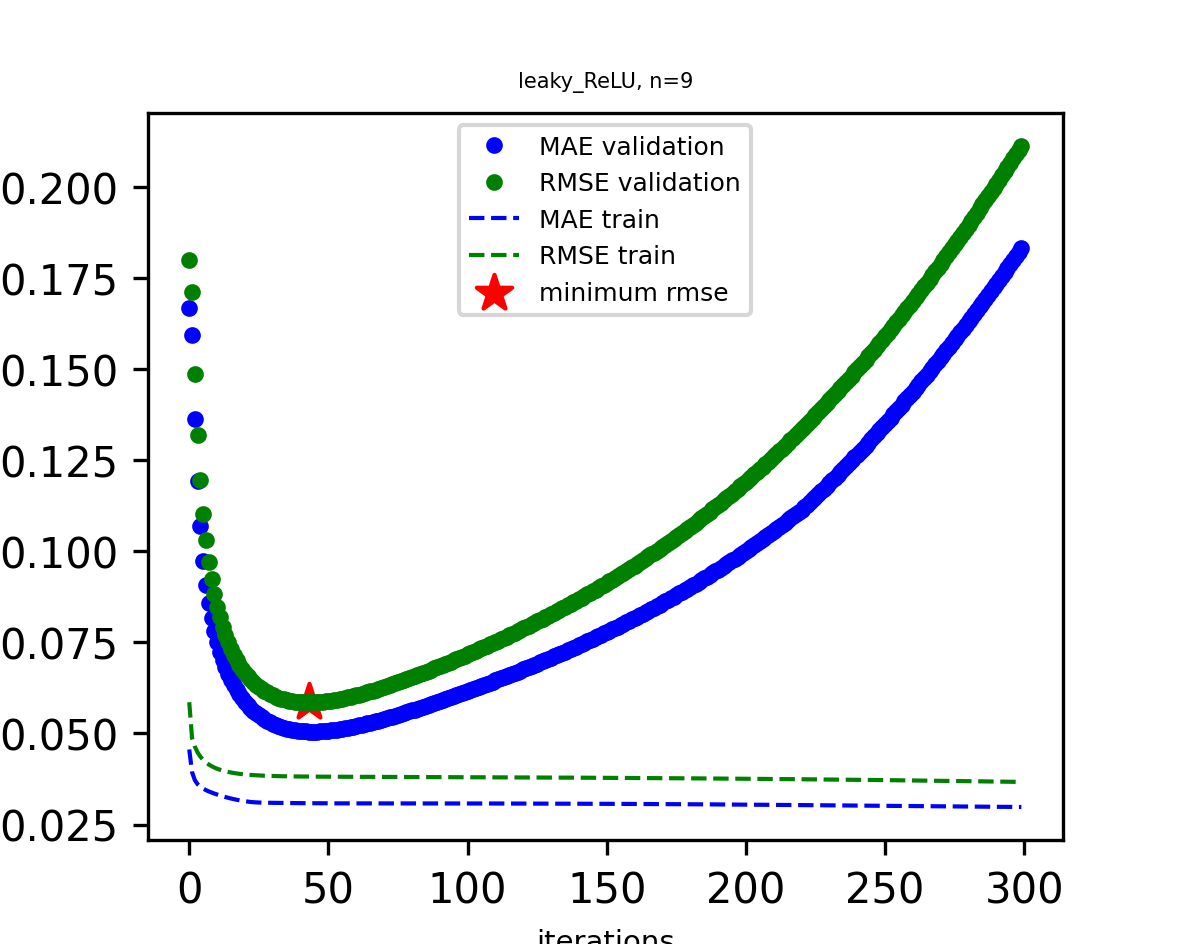 leaky_ReLU, n=9
MAE validation
RMSE validation
MAE train
RMSE train
minimum rmse
0.200
0.175
0.150
0.125
0.100
0.075
0.050
0.025
0 50 100 150 200 250 300
iterations